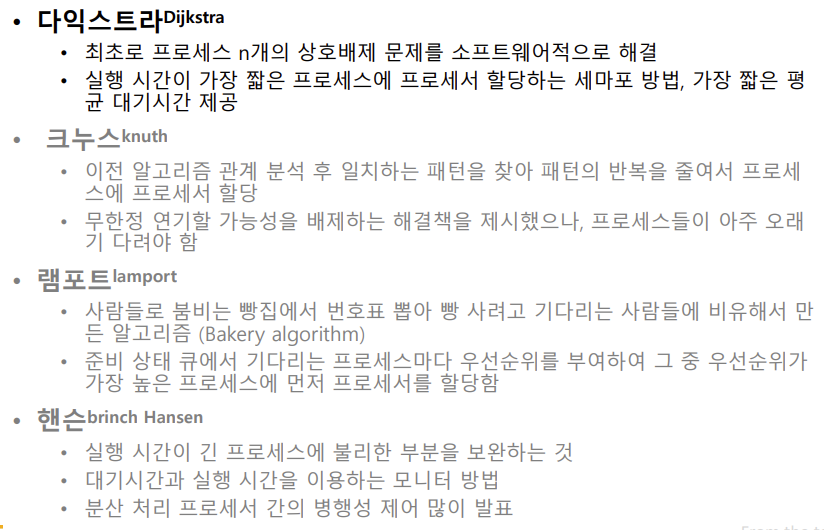 • 다익스트라Dijkstra
• 최초로 프로세스 n개의 상호배제 문제를 소프트웨어적으로 해결
• 실행 시간이 가장 짧은 프로세스에 프로세서 할당하는 세마포 방법, 가장 짧은 평
균 대기시간 제공
• 크누스knuth
• 이전 알고리즘 관계 분석 후 일치하는 패턴을 찾아 패턴의 반복을 줄여서 프로세
스에 프로세서 할당
• 무한정 연기할 가능성을 배제하는 해결책을 제시했으나, 프로세스들이 아주 오래
기 다려야 함
• 램포트lamport
• 사람들로 붐비는 빵집에서 번호표 뽑아 빵 사려고 기다리는 사람들에 비유해서 만
든 알고리즘 (Bakery algorithm)
• 준비 상태 큐에서 기다리는 프로세스마다 우선순위를 부여하여 그 중 우선순위가
가장 높은 프로세스에 먼저 프로세서를 할당함
• 핸슨brinch Hansen
• 실행 시간이 긴 프로세스에 불리한 부분을 보완하는 것
• 대기시간과 실행 시간을 이용하는 모니터 방법
• 분산 처리 프로세서 간의 병행성 제어 많이 발표